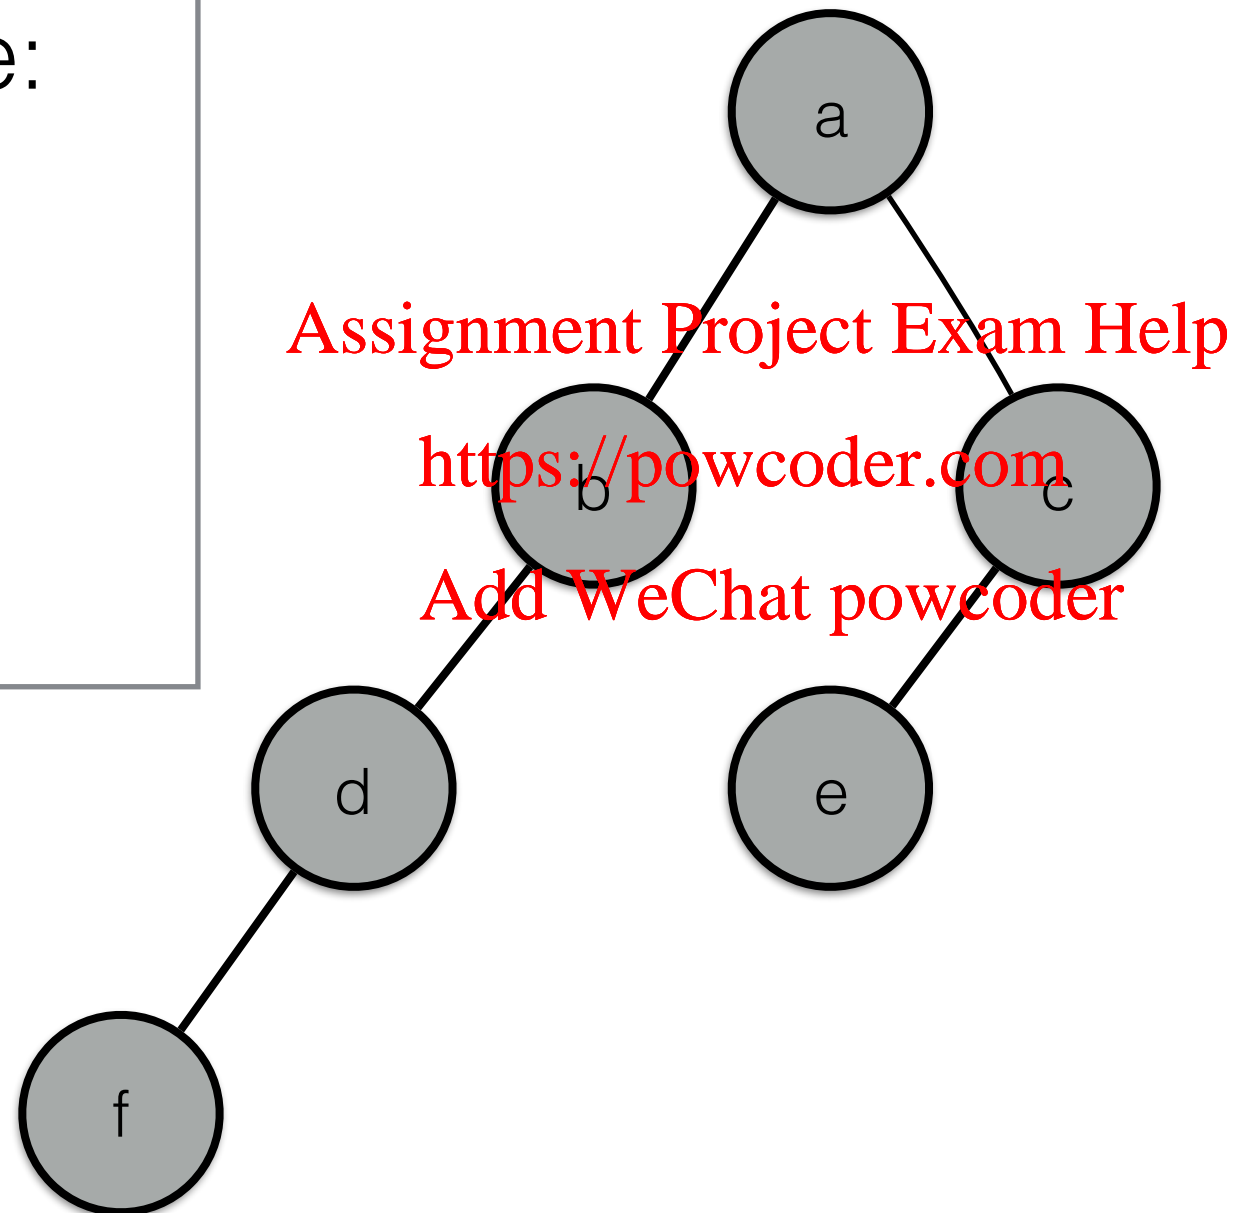 e:
a
Assignment Project Exam Help
https://powcoder.com
b
c
Add WeChat powcoder
d
e
f